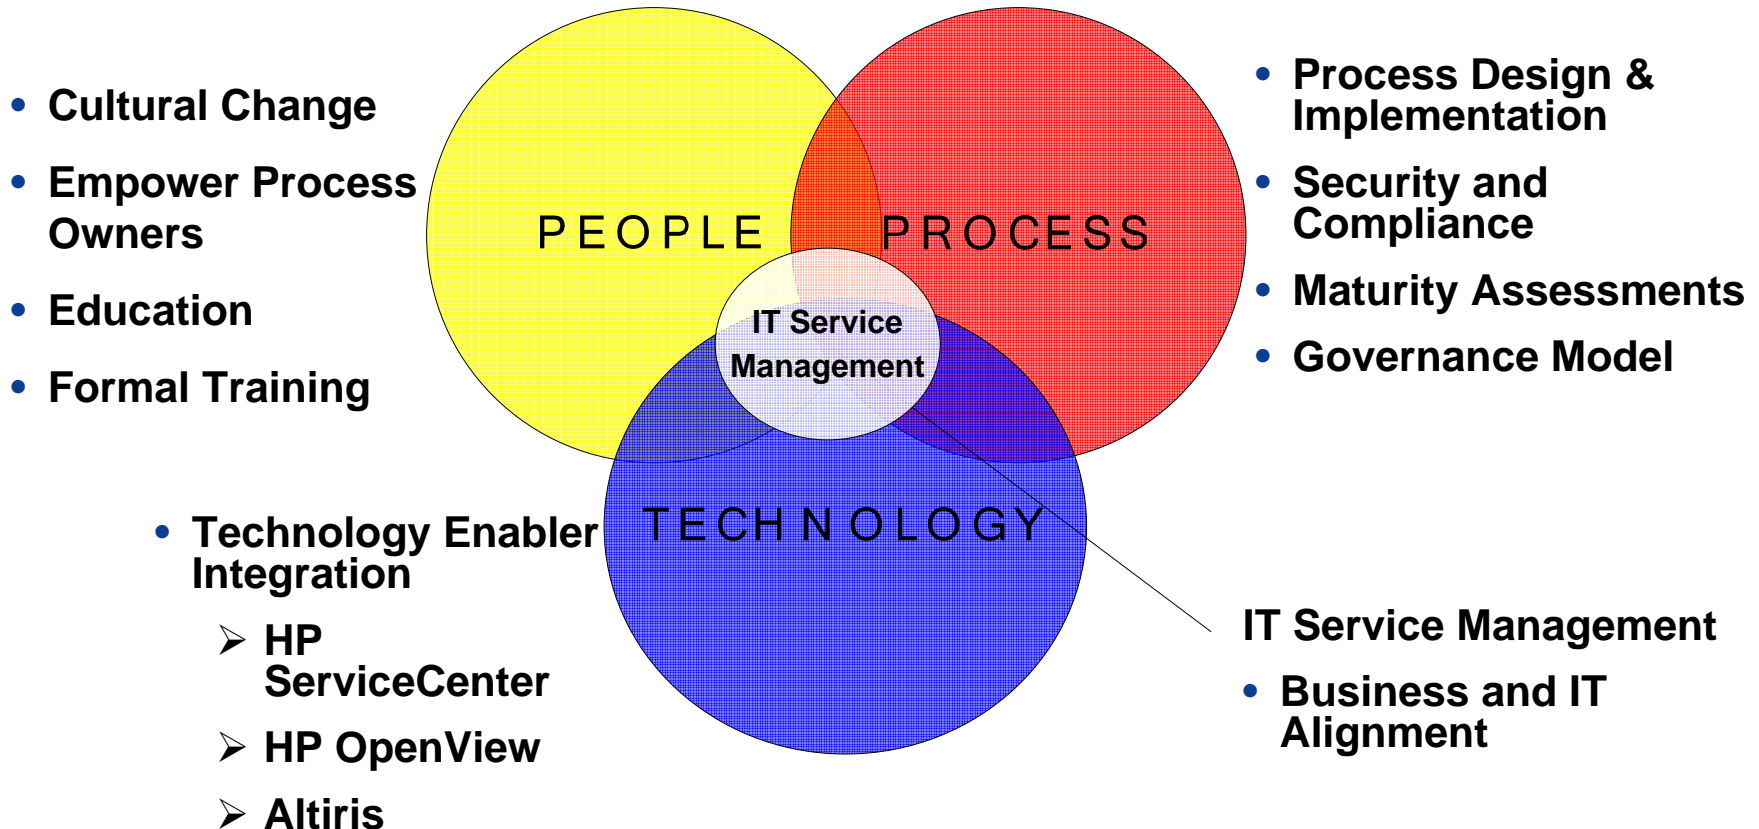 • Cultural Change
• Empower Process
Owners
• Education
• Formal Training
PEOPLE
PROCESS
IT Service
Management
TECHNOLOGY
• Process Design &
Implementation
• Security and
Compliance
• Maturity Assessments
• Governance Model
• Technology Enabler
Integration
➢ HP
ServiceCenter
➢ HP OpenView
➢ Altiris
IT Service Management
• Business and IT
Alignment